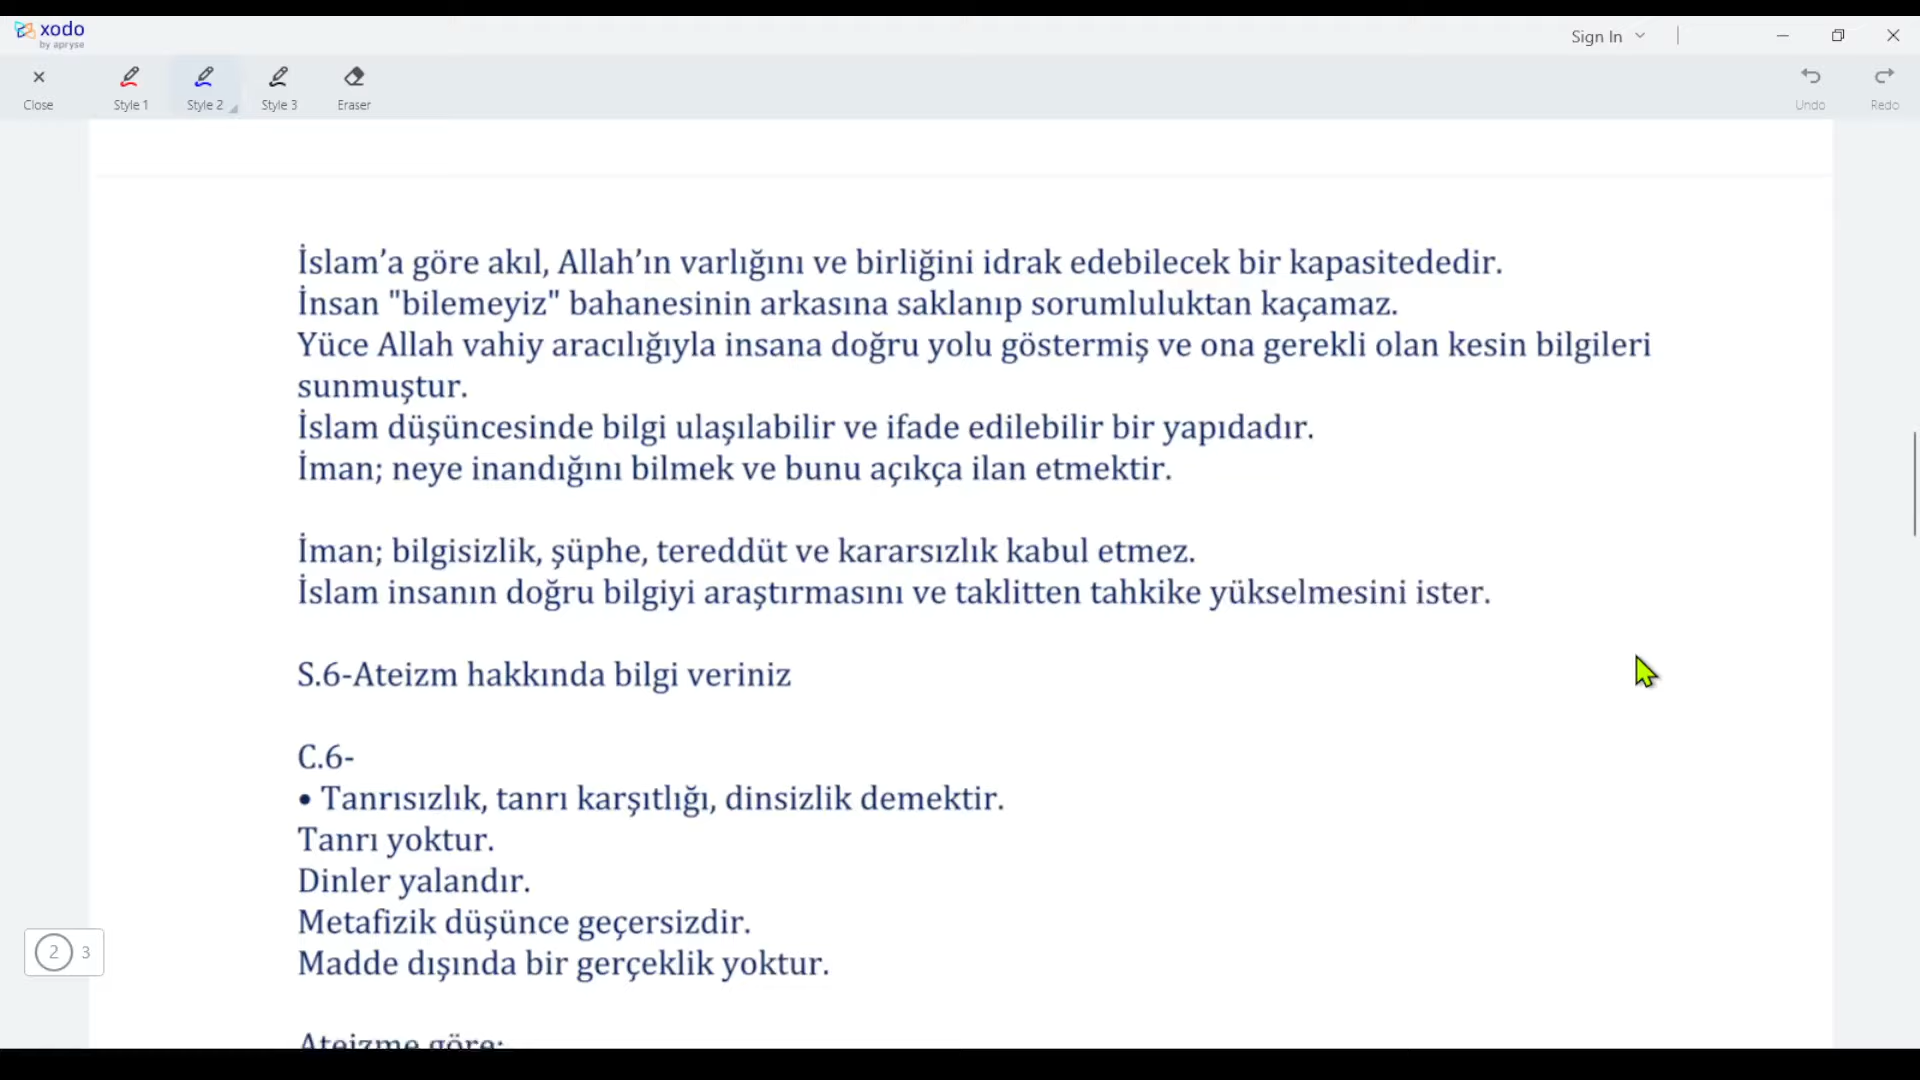 xodo
by apryse
Sign In
Close
Style 1
Style 2
Style 3
Eraser
Undo
Redo
İslam’a göre akıl, Allah’ın varlığını ve birliğini idrak edebilecek bir kapasitededir.
İnsan "bilemeyiz" bahanesinin arkasına saklanıp sorumluluktan kaçamaz.
Yüce Allah vahiy aracılığıyla insana doğru yolu göstermiş ve ona gerekli olan kesin bilgileri
sunmuştur.
İslam düşüncesinde bilgi ulaşılabilir ve ifade edilebilir bir yapıdadır.
İman; neye inandığını bilmek ve bunu açıkça ilan etmektir.
İman; bilgisizlik, şüphe, tereddüt ve kararsızlık kabul etmez.
İslam insanın doğru bilgiyi araştırmasını ve taklitten tahkike yükselmesini ister.
S.6-Ateizm hakkında bilgi veriniz
C.6-
• Tanrısızlık, tanrı karşıtlığı, dinsizlik demektir.
Tanrı yoktur.
Dinler yalandır.
Metafizik düşünce geçersizdir.
Madde dışında bir gerçeklik yoktur.
Ateizme göre:
2 3